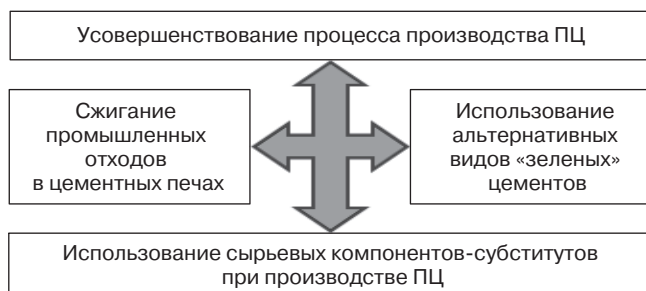 Усовершенствование процесса производства ПЦ
Сжигание
промышленных
отходов
в цементных печах
Использование
альтернативных
видов «зеленых»
цементов
Использование сырьевых компонентов-субститутов
при производстве ПЦ